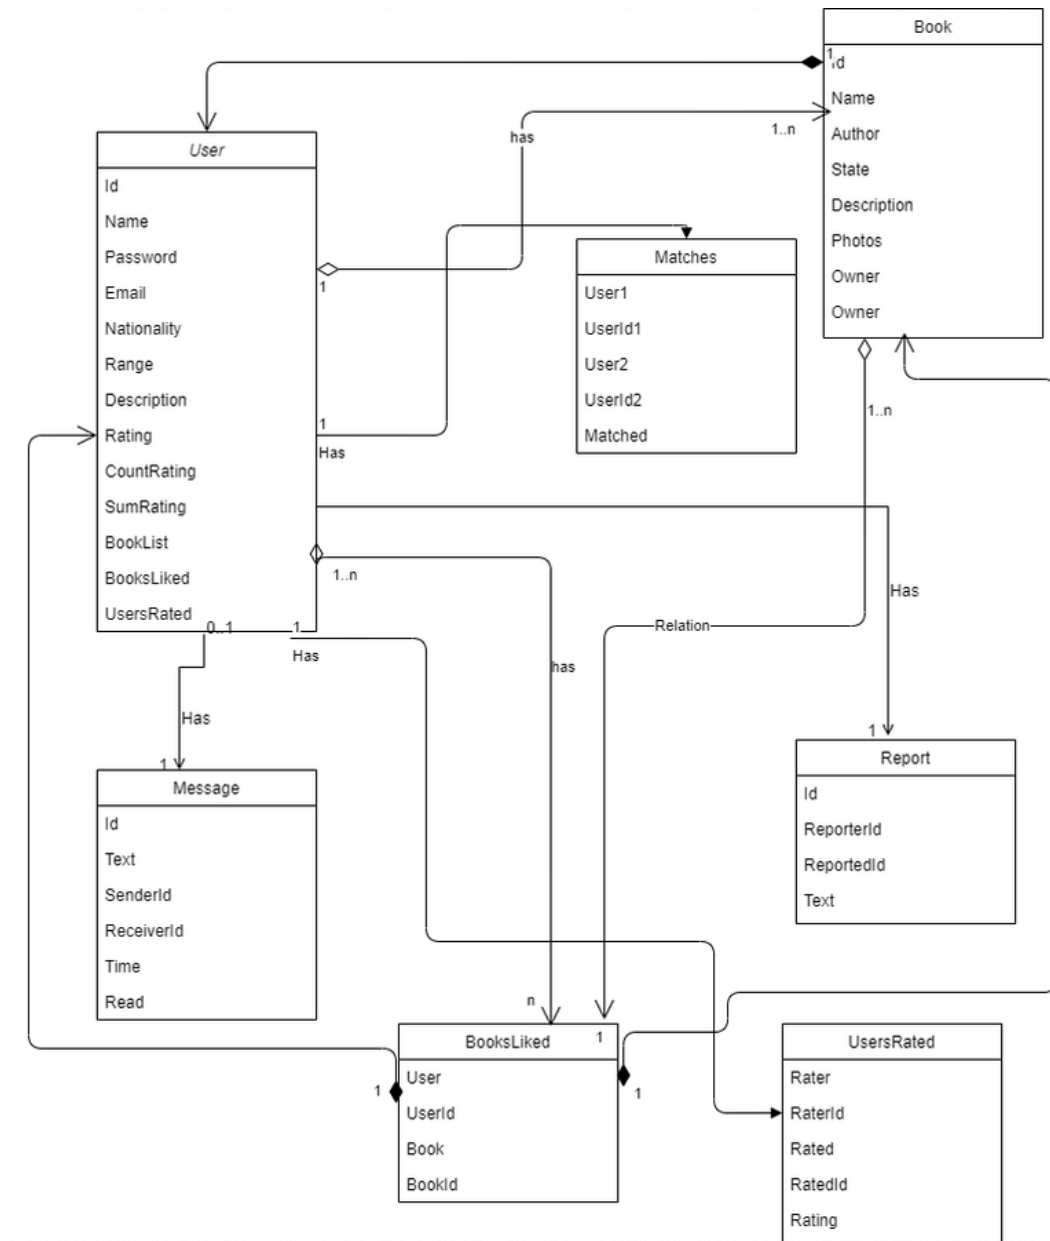 Book
1
Id
Name
Author
State
Description
Photos
Owner
Owner
has
1..n
User
Id
Name
Password
Email
Nationality
Range
Description
Rating
CountRating
SumRating
BookList
BooksLiked
UsersRated
1
1
Has
1..n
0..1
1
Has
Matches
User1
UserId1
User2
UserId2
Matched
1..n
Has
Relation
has
Has
1
1
Report
Id
ReporterId
ReportedId
Text
Message
Id
Text
SenderId
ReceiverId
Time
Read
n
1
BooksLiked
User
UserId
Book
BookId
1
1
UsersRated
Rater
RaterId
Rated
RatedId
Rating